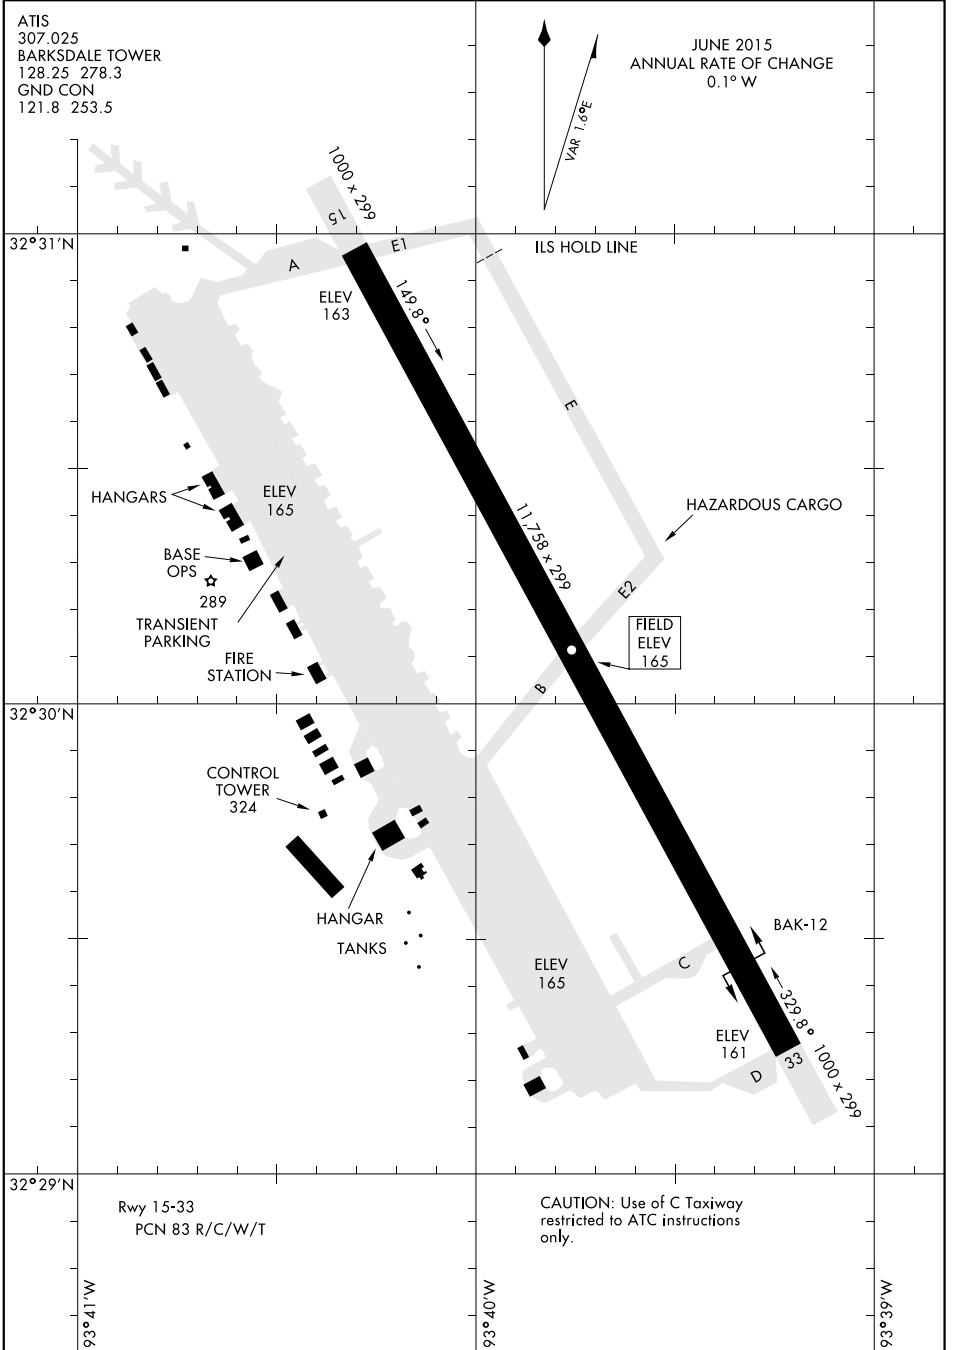 ATIS
307.025
BARKSDALE TOWER
128.25 278.3
GND CON
121.8 253.5
JUNE 2015
ANNUAL RATE OF CHANGE
0.1° W
VAR 1.6°E
1000 x 299
15
32°31'N
A
E1
ILS HOLD LINE
ELEV
163
149.8°
E
HANGARS
ELEV
165
HAZARDOUS CARGO
11,758 x 299
BASE
OPS
289
E2
TRANSIENT
PARKING
FIELD
ELEV
165
FIRE
STATION
B
32°30'N
CONTROL
TOWER
324
HANGAR
TANKS
BAK-12
ELEV
165
C
329.8°
ELEV
161
33
D
1000 x 299
32°29'N
Rwy 15-33
PCN 83 R/C/W/T
CAUTION: Use of C Taxiway
restricted to ATC instructions
only.
93°41'W
93°40'W
93°39'W